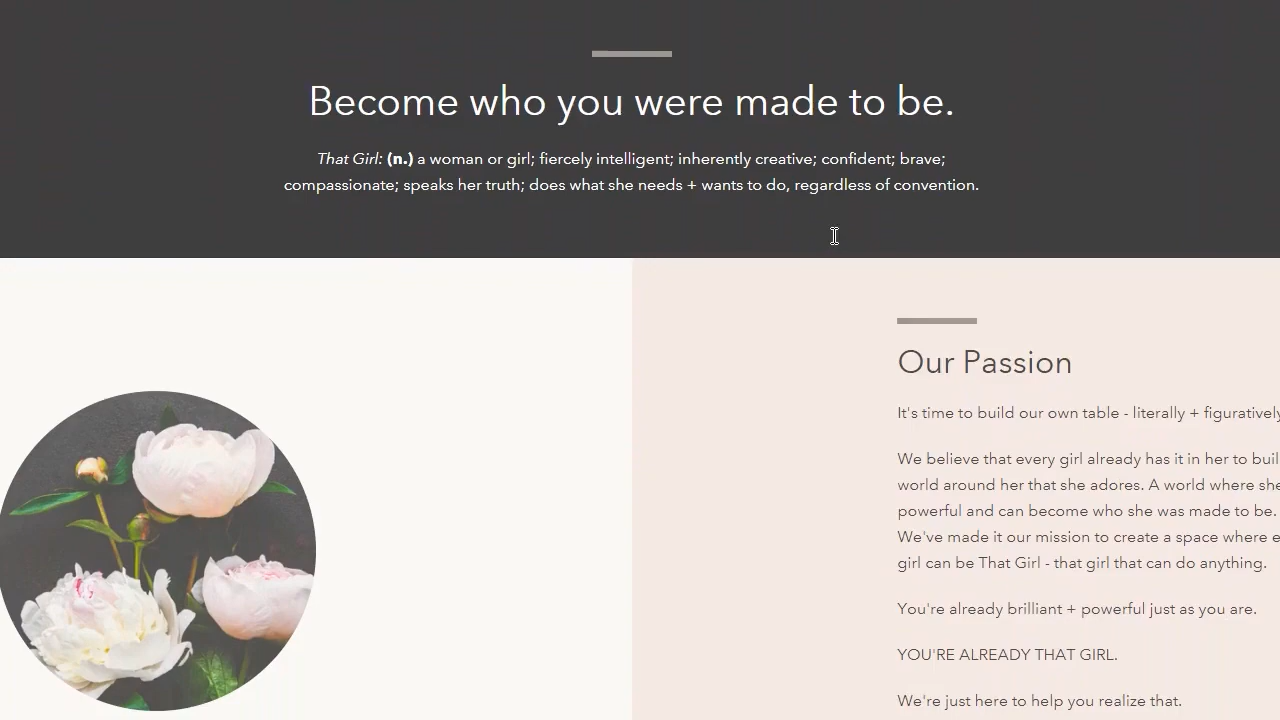 Become who you were made to be.
That Girl: (n.) a woman or girl; fiercely intelligent; inherently creative; confident; brave;
compassionate; speaks her truth; does what she needs + wants to do, regardless of convention.
Our Passion
It's time to build our own table - literally + figuratively
We believe that every girl already has it in her to buil
world around her that she adores. A world where she
powerful and can become who she was made to be.
We've made it our mission to create a space where e
girl can be That Girl - that girl that can do anything.
You're already brilliant + powerful just as you are.
YOU'RE ALREADY THAT GIRL.
We're just here to help you realize that.